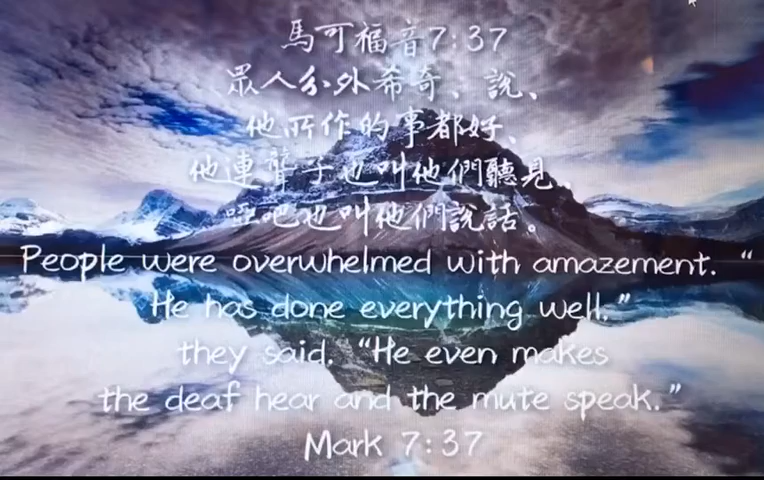 馬可福音7:37
眾人分外希奇、說、
他所作的事都好、
他連聾子也叫他們聽見、
啞吧也叫他們說話。
People were overwhelmed with amazement. “
He has done everything well,”
they said. “He even makes
the deaf hear and the mute speak.”
Mark 7:37